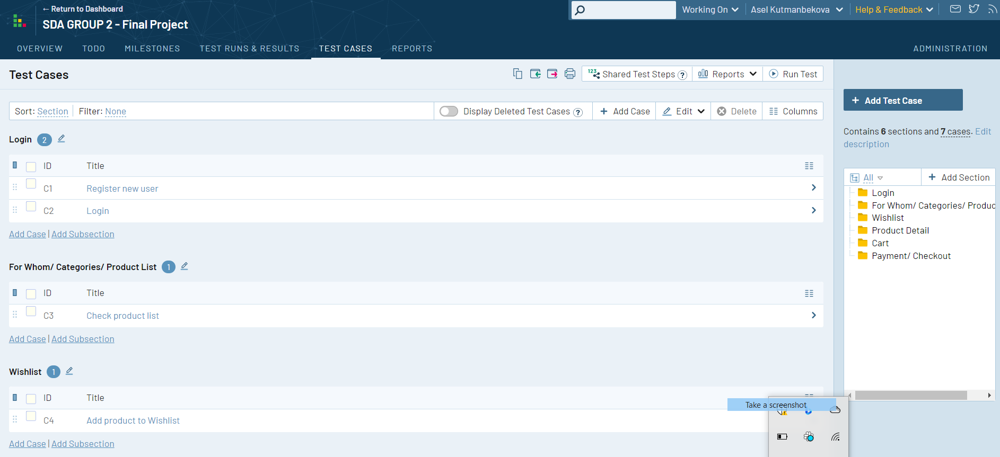 ← Return to Dashboard
SDA GROUP 2 - Final Project
Working On
Asel Kutmanbekova
Help & Feedback
OVERVIEW TODO MILESTONES TEST RUNS & RESULTS TEST CASES REPORTS ADMINISTRATION
Test Cases
123 Shared Test Steps ? Reports Run Test
+ Add Test Case
Sort: Section Filter: None
Display Deleted Test Cases ? + Add Case Edit Delete Columns
Contains 6 sections and 7 cases. Edit
description
Login 2
ID Title
C1 Register new user
C2 Login
Add Case | Add Subsection
For Whom/ Categories/ Product List 1
ID Title
C3 Check product list
Add Case | Add Subsection
Wishlist 1
ID Title
C4 Add product to Wishlist
Add Case | Add Subsection
All + Add Section
Login
For Whom/ Categories/ Produc
Wishlist
Product Detail
Cart
Payment/ Checkout
Take a screenshot